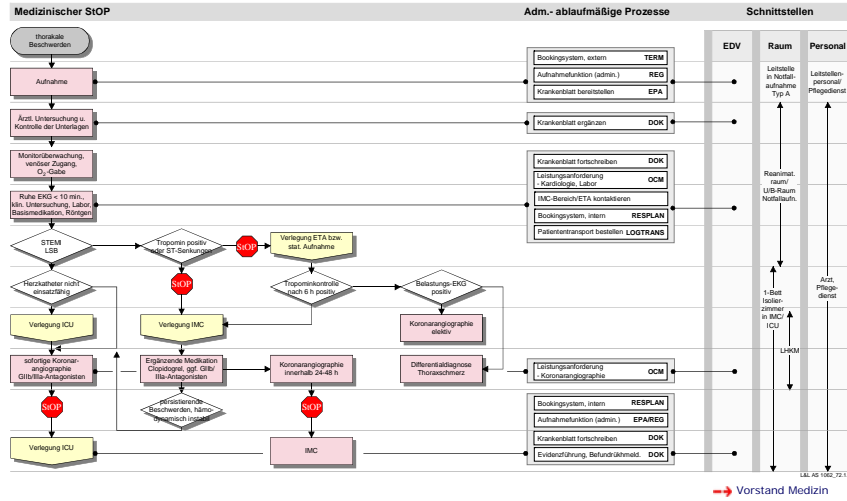 Medizinischer StOP
Adm.- ablaufmäßige Prozesse
Schnittstellen
EDV
Raum
Personal
thorakale
Beschwerden
Aufnahme
Bookingsystem, extern TERM
Aufnahmefunktion (admin.) REG
Krankenblatt bereitstellen EPA
Leitstelle
in Notfall-
aufnahme
Typ A
Leitstellen-
personal/
Pflegedienst
Ärztl. Untersuchung u.
Kontrolle der Unterlagen
Krankenblatt ergänzen DOK
Monitorüberwachung,
venöser Zugang,
O2-Gabe
Ruhe EKG < 10 min.,
klin. Untersuchung, Labor,
Basismedikation, Röntgen
Krankenblatt fortschreiben DOK
Leistungsanforderung
- Kardiologie, Labor OCM
IMC-Bereich/ETA kontaktieren
Bookingsystem, intern RESPLAN
Patiententransport bestellen LOGTRANS
Reanimat.
raum/
U/B-Raum
Notfallaufn.
STEMI
LSB
Tropomin positiv
oder ST-Senkungen
StOP
Verlegung ETA bzw.
stat. Aufnahme
Herzkatheter nicht
einsatzfähig
StOP
Tropominkontrolle
nach 6 h positiv
Belastungs-EKG
positiv
Arzt,
Pflege-
dienst
1-Bett
Isolier-
zimmer
in IMC/
ICU
Verlegung ICU
Verlegung IMC
Koronarangiographie
elektiv
LHKM
sofortige Koronar-
angiographie
GIIb/IIIa-Antagonisten
Ergänzende Medikation
Clopidogrel, ggf. GIIb/
IIIa-Antagonisten
Koronarangiographie
innerhalb 24-48 h
Differentialdiagnose
Thoraxschmerz
Leistungsanforderung
- Koronarangiographie OCM
StOP
persistierende
Beschwerden, hämo-
dynamisch instabil
StOP
Bookingsystem, intern RESPLAN
Aufnahmefunktion (admin.) EPA/REG
Krankenblatt fortschreiben DOK
Evidenzführung, Befundrükhmeld. DOK
Verlegung ICU
IMC
L&L AS 1082_72.1
Vorstand Medizin